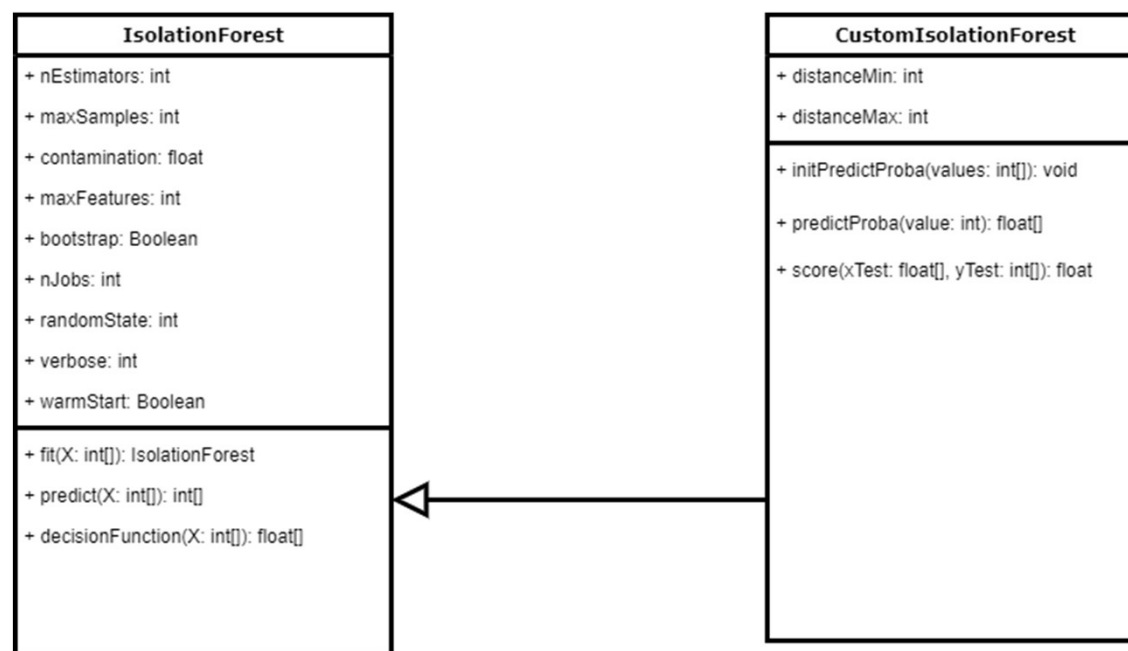 IsolationForest
+ nEstimators: int
+ maxSamples: int
+ contamination: float
+ maxFeatures: int
+ bootstrap: Boolean
+ nJobs: int
+ randomState: int
+ verbose: int
+ warmStart: Boolean
+ fit(X: int[]): IsolationForest
+ predict(X: int[]): int[]
+ decisionFunction(X: int[]): float[]
CustomIsolationForest
+ distanceMin: int
+ distanceMax: int
+ initPredictProba(values: int[]): void
+ predictProba(value: int): float[]
+ score(xTest: float[], yTest: int[]): float